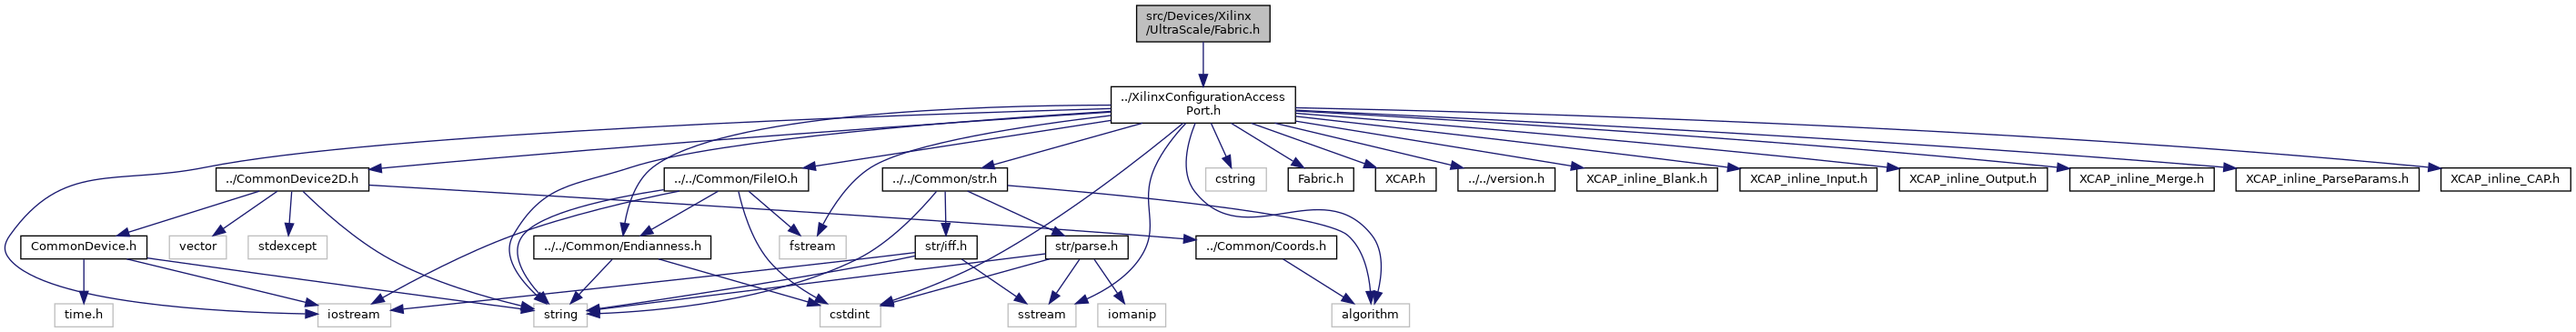 src/Devices/Xilinx
/UltraScale/Fabric.h
../XilinxConfigurationAccess
Port.h
../CommonDevice2D.h
../../Common/FileIO.h
../../Common/str.h
cstring
Fabric.h
XCAP.h
../../version.h
XCAP_inline_Blank.h
XCAP_inline_Input.h
XCAP_inline_Output.h
XCAP_inline_Merge.h
XCAP_inline_ParseParams.h
XCAP_inline_CAP.h
CommonDevice.h
vector
stdexcept
../../Common/Endianness.h
fstream
str/iff.h
str/parse.h
../Common/Coords.h
time.h
iostream
string
cstdint
sstream
iomanip
algorithm